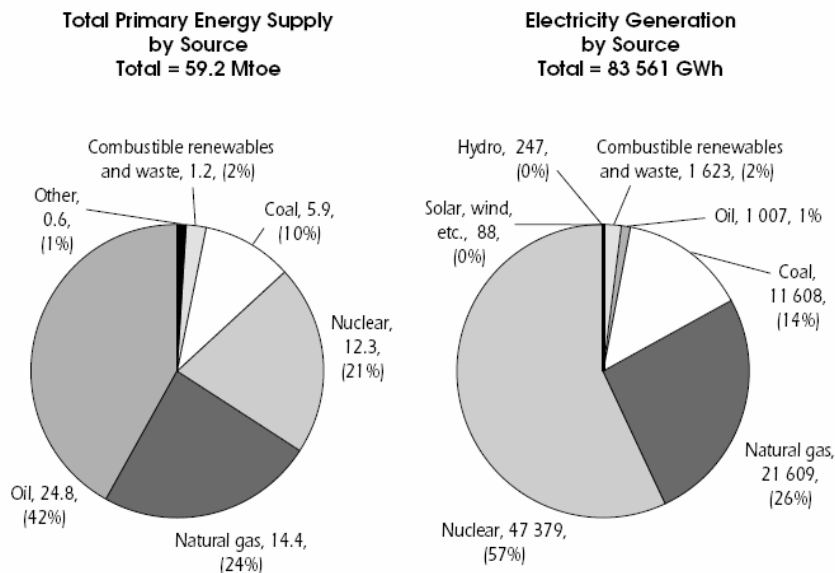 Total Primary Energy Supply
by Source
Total = 59.2 Mtoe
Combustible renewables
and waste, 1.2, (2%)
Other,
0.6,
(1%)
Coal, 5.9,
(10%)
Nuclear,
12.3,
(21%)
Oil, 24.8,
(42%)
Natural gas, 14.4,
(24%)
Electricity Generation
by Source
Total = 83 561 GWh
Hydro, 247,
(0%)
Combustible renewables
and waste, 1 623, (2%)
Solar, wind,
etc., 88,
(0%)
Oil, 1 007, 1%
Coal,
11 608,
(14%)
Natural gas,
21 609,
(26%)
Nuclear, 47 379,
(57%)